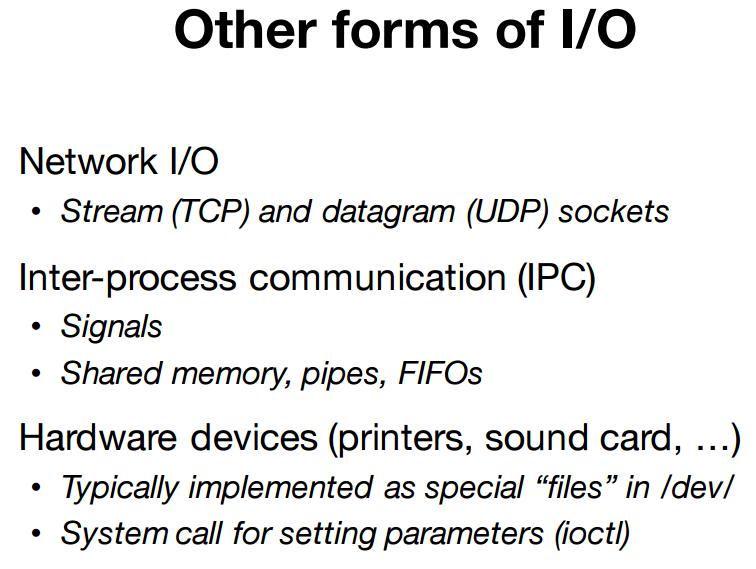 Other forms of I/O
Network I/O
• Stream (TCP) and datagram (UDP) sockets
Inter-process communication (IPC)
• Signals
• Shared memory, pipes, FIFOs
Hardware devices (printers, sound card, …)
• Typically implemented as special “files” in /dev/
• System call for setting parameters (ioctl)